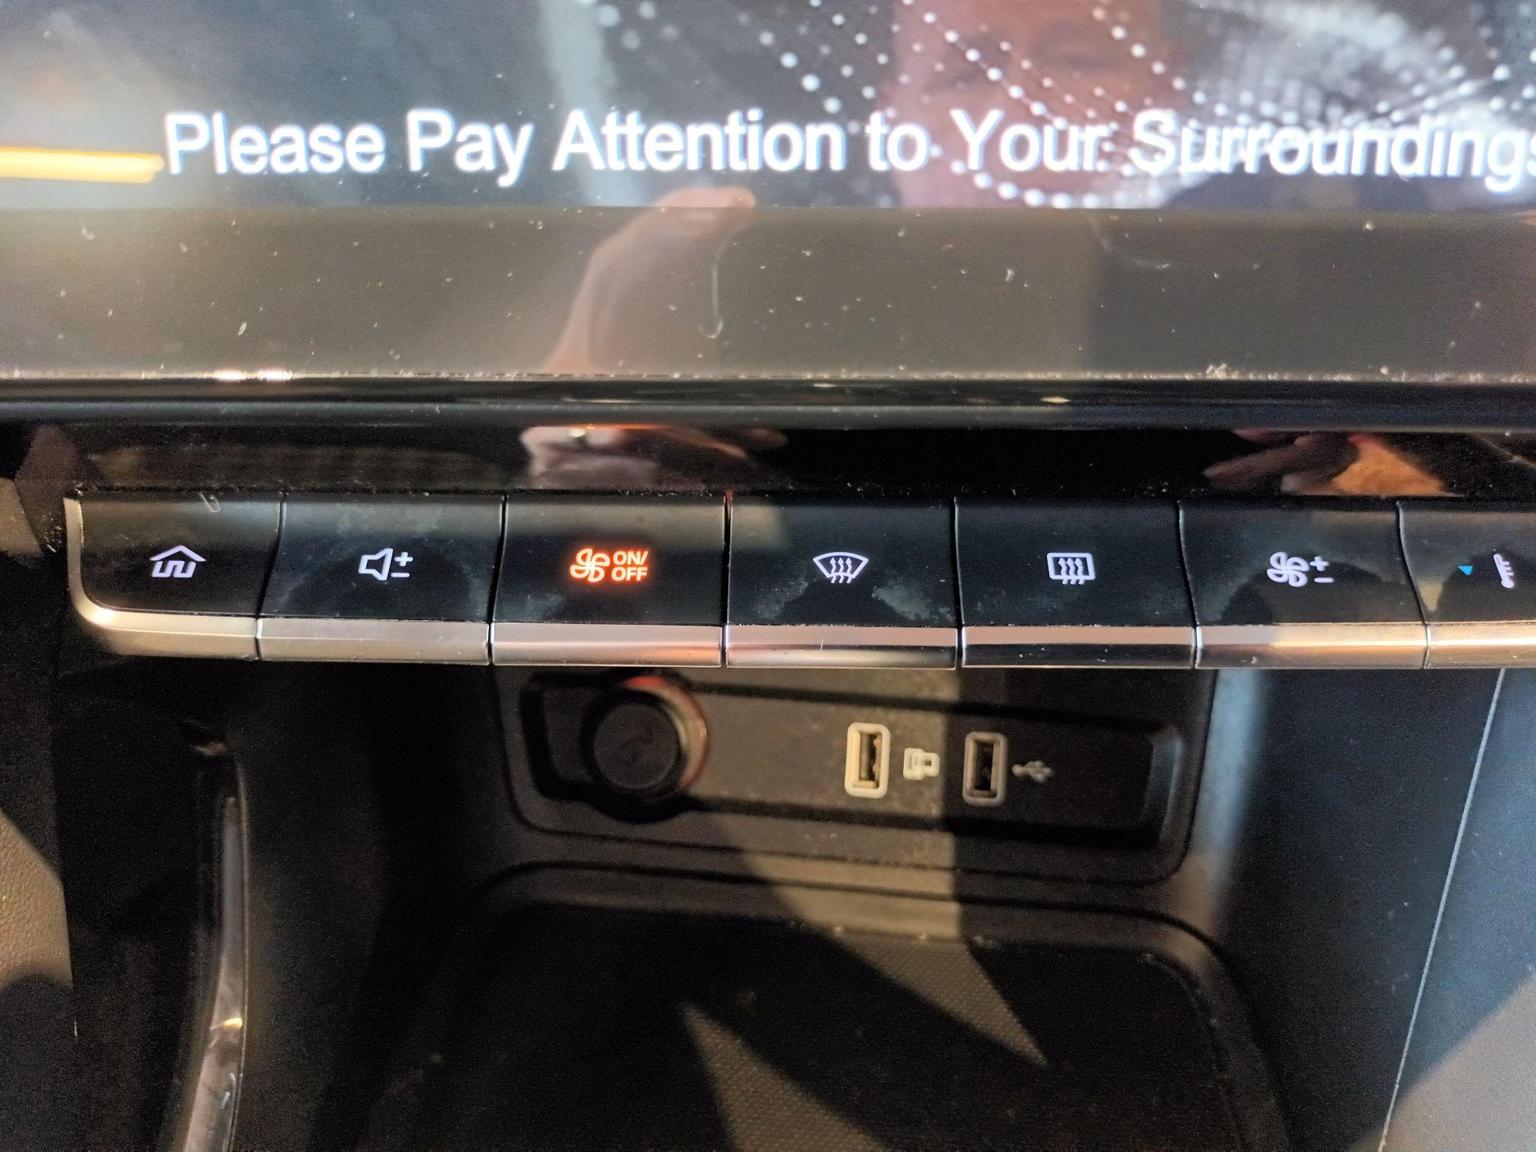 Please Pay Attention to Your Surroundings
ON/
OFF